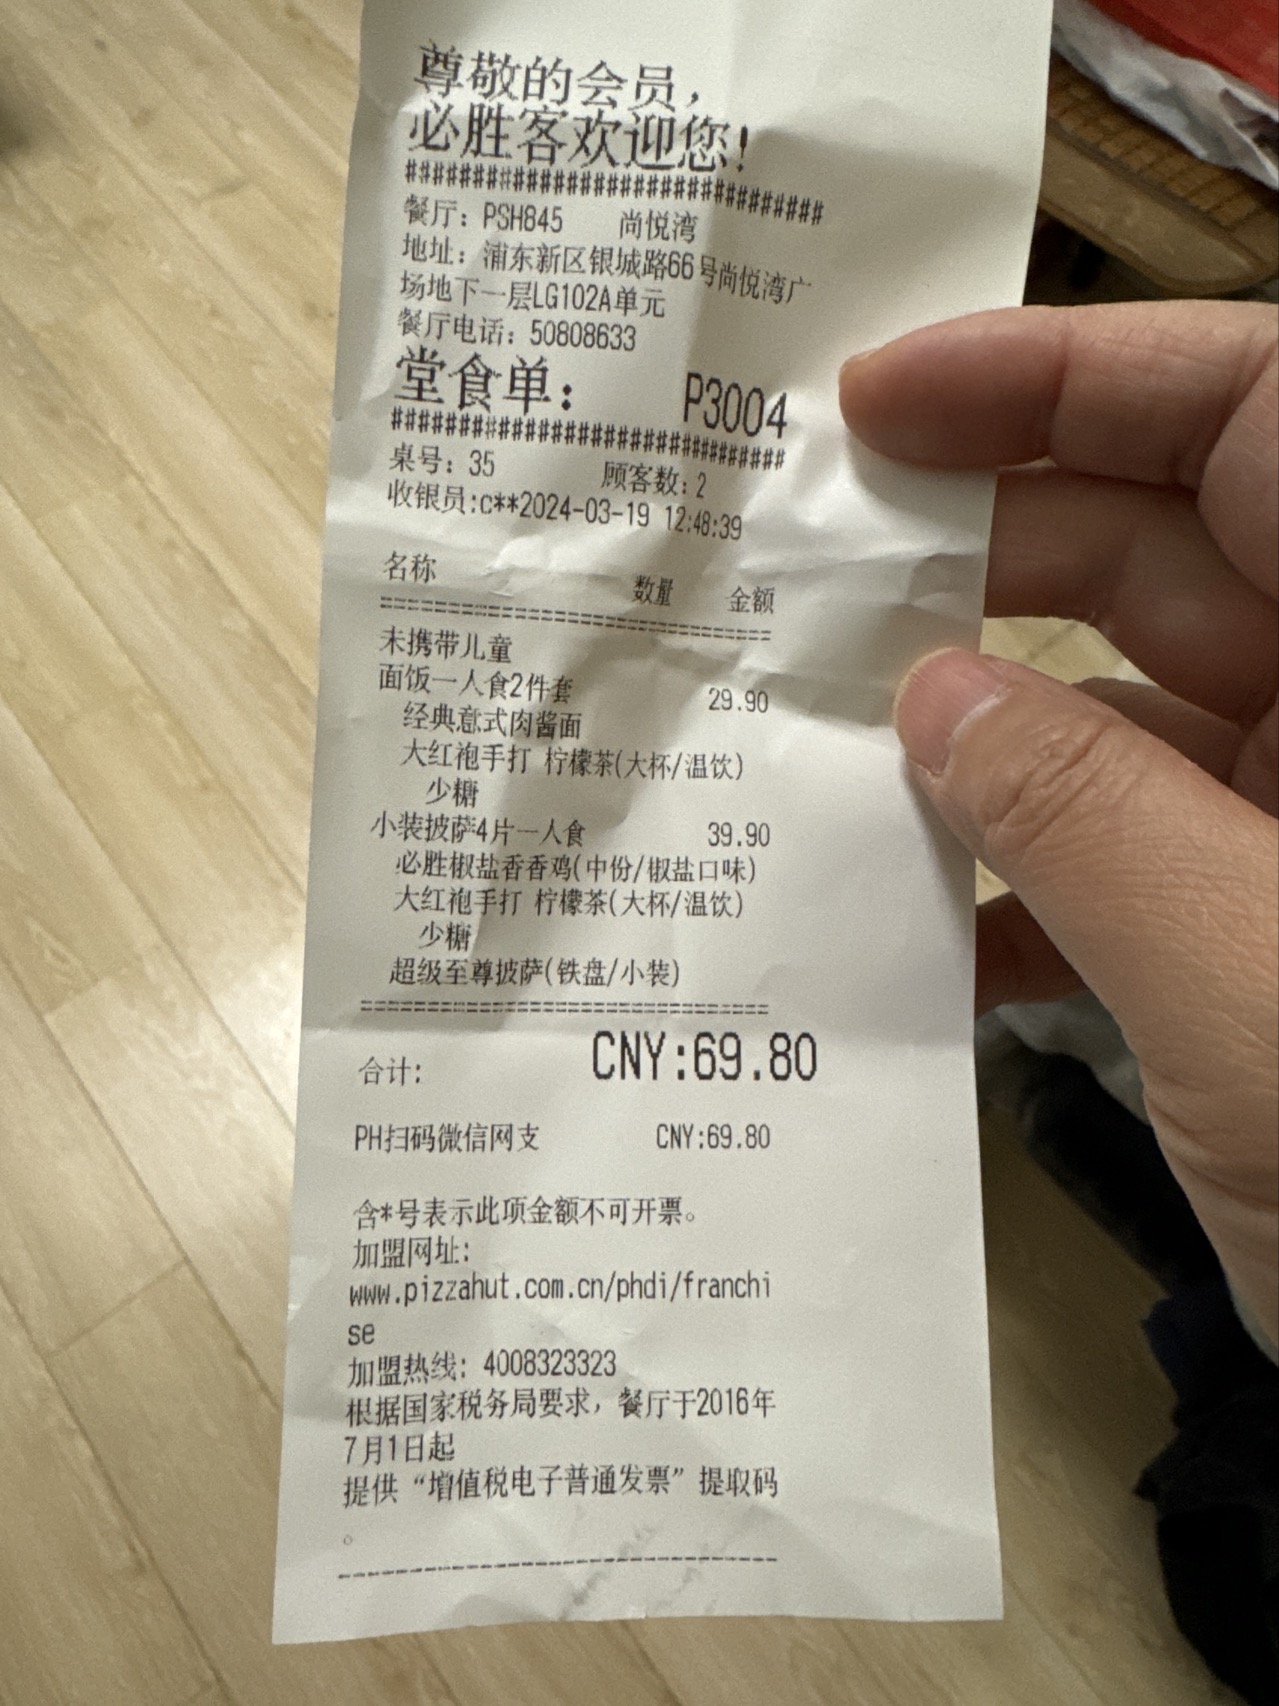 尊敬的会员，
必胜客欢迎您!
###############################
餐厅：PSH845 尚悦湾
地址：浦东新区银城路66号尚悦湾广
场地下一层LG102A单元
餐厅电话：50808633
堂食单： P3004
##############################
桌号：35 顾客数：2
收银员:c**2024-03-19 12:48:39
名称 数量 金额
==============================
未携带儿童
面饭一人食2件套 29.90
经典意式肉酱面
大红袍手打 柠檬茶(大杯/温饮)
少糖
小装披萨4片一人食 39.90
必胜椒盐香香鸡(中份/椒盐口味)
大红袍手打 柠檬茶(大杯/温饮)
少糖
超级至尊披萨(铁盘/小装)
==============================
合计: CNY:69.80
PH扫码微信网支 CNY:69.80
含*号表示此项金额不可开票。
加盟网址:
www.pizzahut.com.cn/phdi/franchi
se
加盟热线: 4008323323
根据国家税务局要求，餐厅于2016年
7月1日起
提供“增值税电子普通发票”提取码
。
--------------------------------